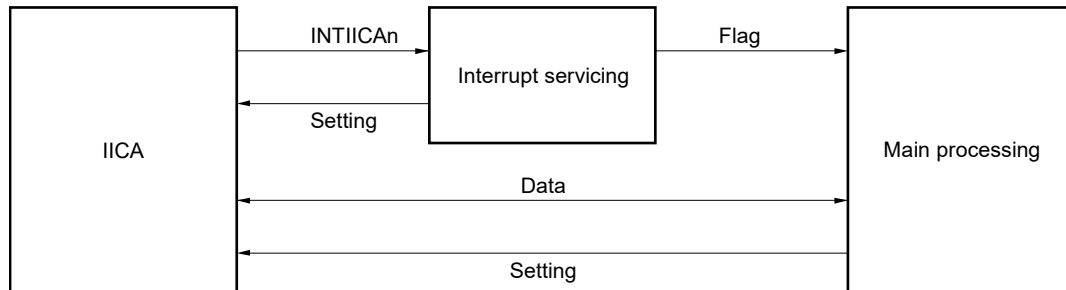 INTIICAn
Flag
Interrupt servicing
Setting
IICA
Main processing
Data
Setting